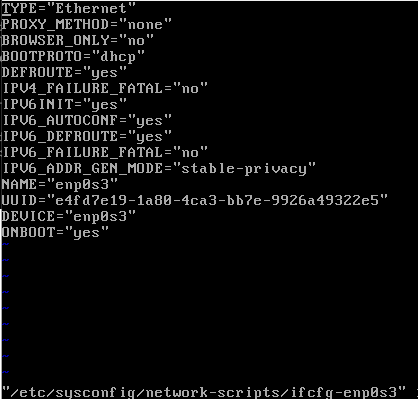 TYPE="Ethernet"
PROXY_METHOD="none"
BROWSER_ONLY="no"
BOOTPROTO="dhcp"
DEFROUTE="yes"
IPV4_FAILURE_FATAL="no"
IPV6INIT="yes"
IPV6_AUTOCONF="yes"
IPV6_DEFROUTE="yes"
IPV6_FAILURE_FATAL="no"
IPV6_ADDR_GEN_MODE="stable-privacy"
NAME="enp0s3"
UUID="e4fd7e19-1a80-4ca3-bb7e-9926a49322e5"
DEVICE="enp0s3"
ONBOOT="yes"
~
~
~
~
~
~
~
~
"/etc/sysconfig/network-scripts/ifcfg-enp0s3"